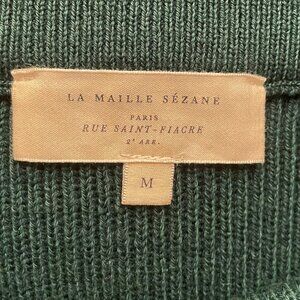 LA MAILLE SÉZANE
PARIS
RUE SAINT-FIACRE
2ᵉ ARR.
M